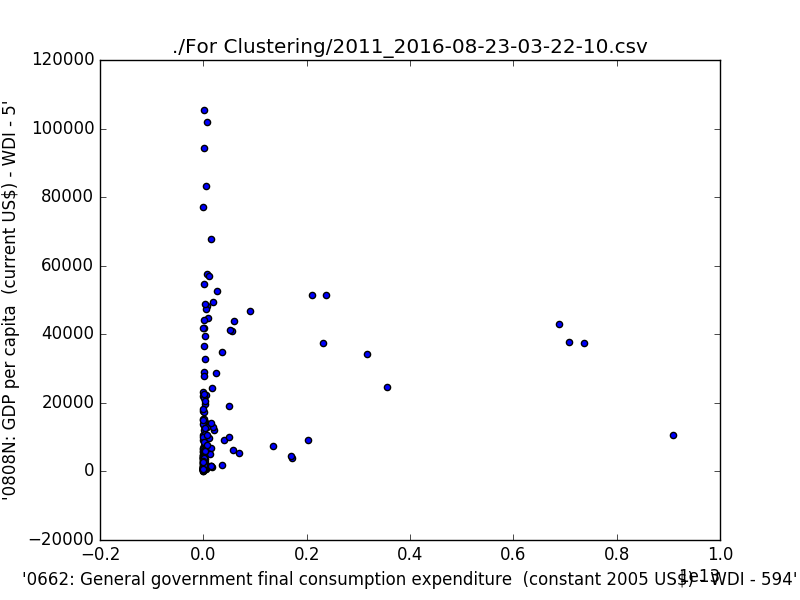 ./For Clustering/2011_2016-08-23-03-22-10.csv
120000
100000
80000
60000
40000
20000
0
−20000
'0808N: GDP per capita  (current US$) - WDI - 5'
−0.2 0.0 0.2 0.4 0.6 0.8 1.0
1e13
'0662: General government final consumption expenditure  (constant 2005 US$) - WDI - 594'